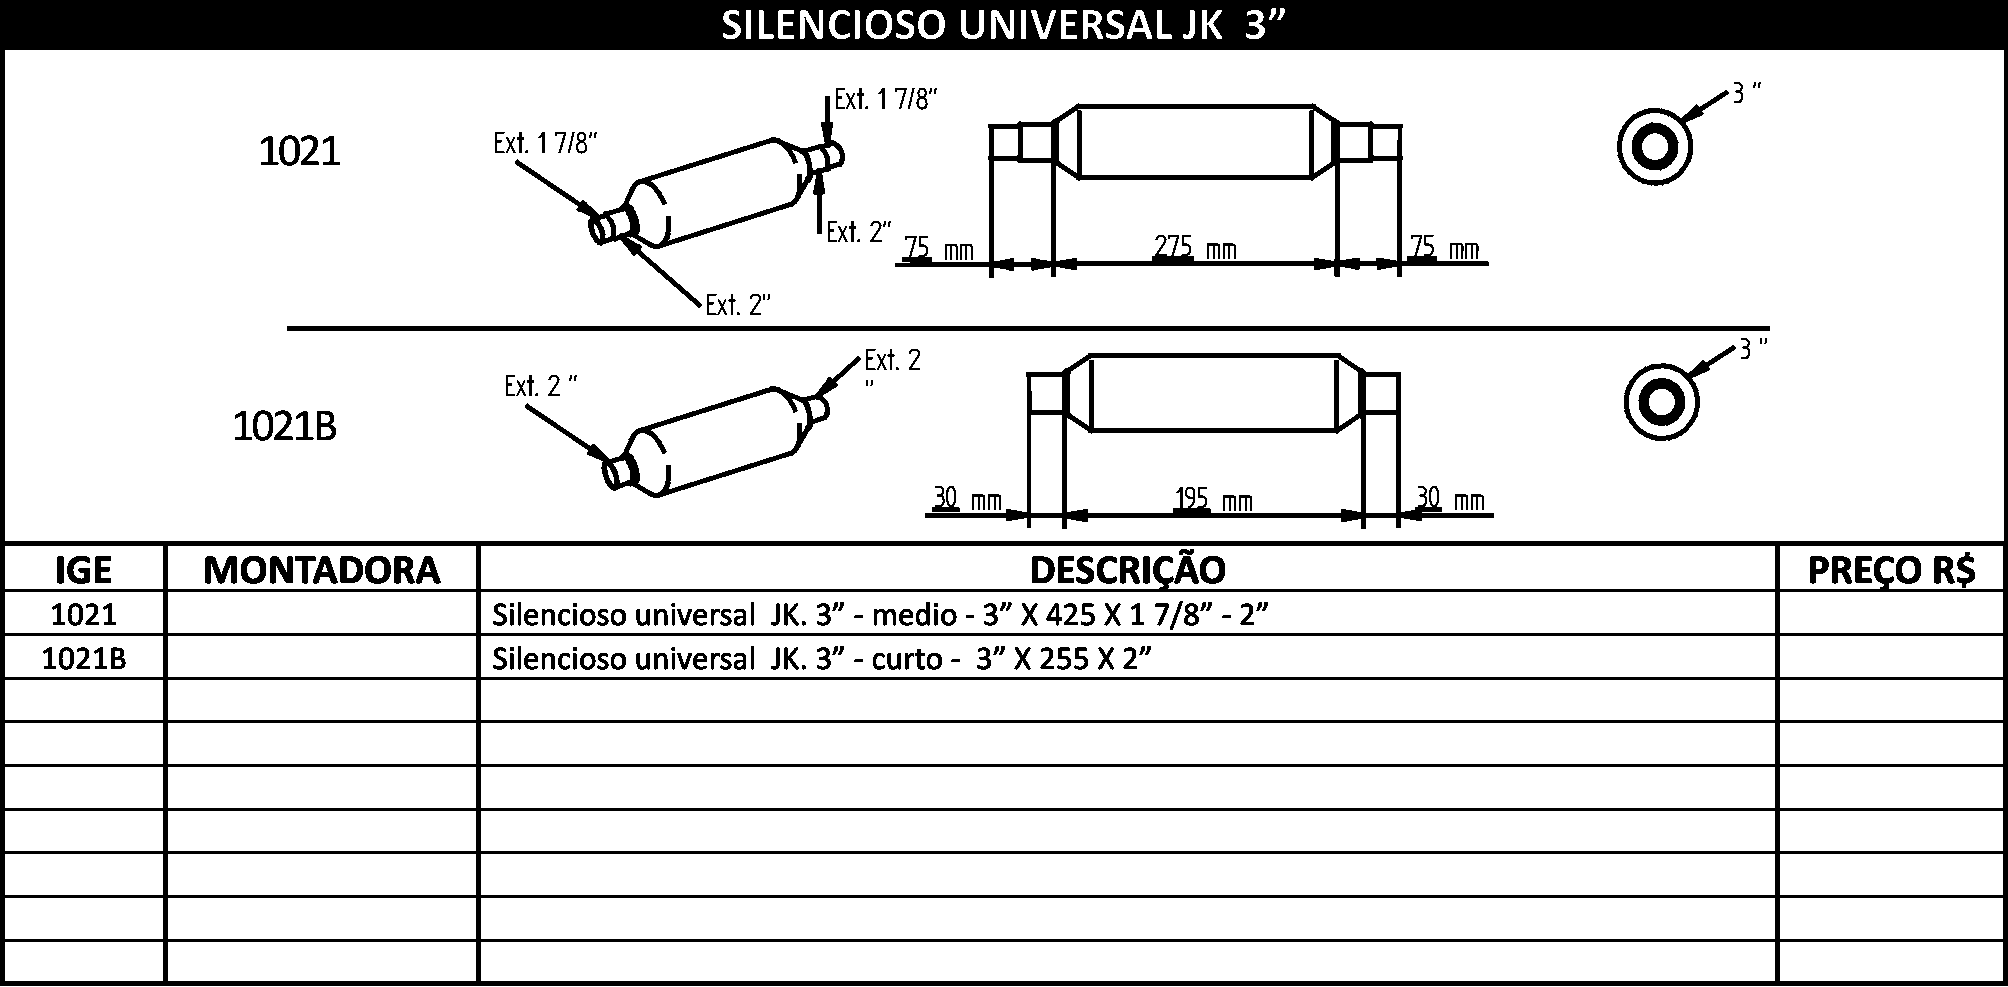 SILENCIOSO UNIVERSAL JK 3”
1021
Ext. 1 7/8"
Ext. 1 7/8"
Ext. 2"
Ext. 2"
75 mm
275 mm
75 mm
3 "
1021B
Ext. 2 "
Ext. 2
"
30 mm
195 mm
30 mm
3 "
IGE MONTADORA DESCRIÇÃO PREÇO R$
1021 Silencioso universal JK. 3” - medio - 3” X 425 X 1 7/8” - 2”
1021B Silencioso universal JK. 3” - curto - 3” X 255 X 2”